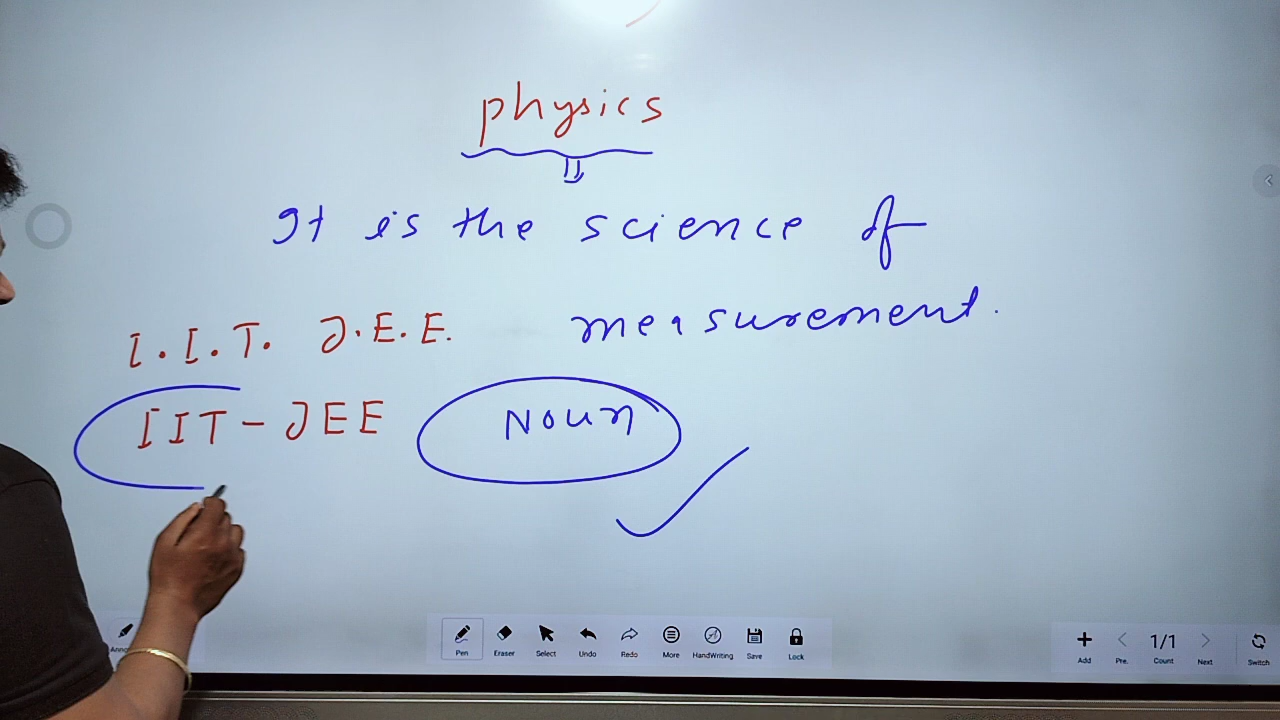 physics
It is the science of
measurement.
I.I.T. J.E.E.
IIT-JEE
Noun
Pen Eraser Select Undo Redo More HandWriting Save Lock
1/1
Add Pre. Count Next Switch